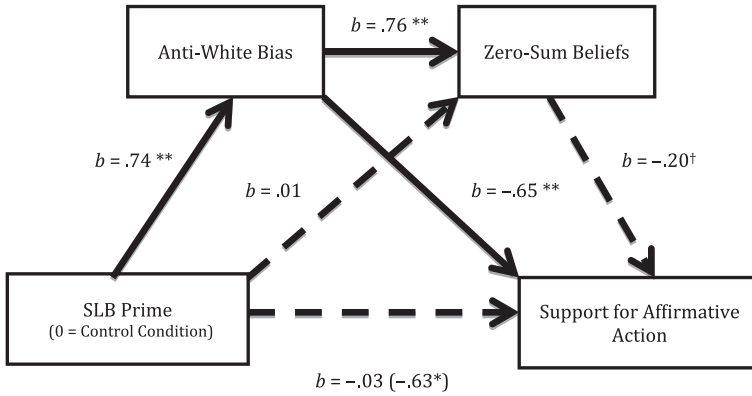 b = .76 **
Anti-White Bias
Zero-Sum Beliefs
b = .74 **
b = .01
b = –.65 **
b = –.20†
SLB Prime
(0 = Control Condition)
Support for Affirmative
Action
b = –.03 (–.63*)